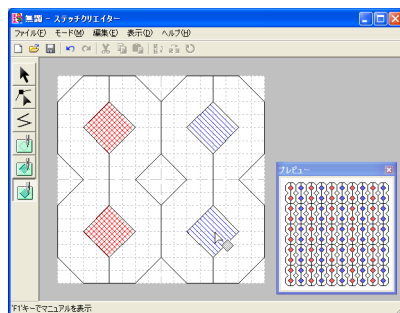 無題 - ステッチクリエイター
ファイル(F) モード(M) 編集(E) 表示(D) ヘルプ(H)
プレビュー
'F1'キーでマニュアルを表示